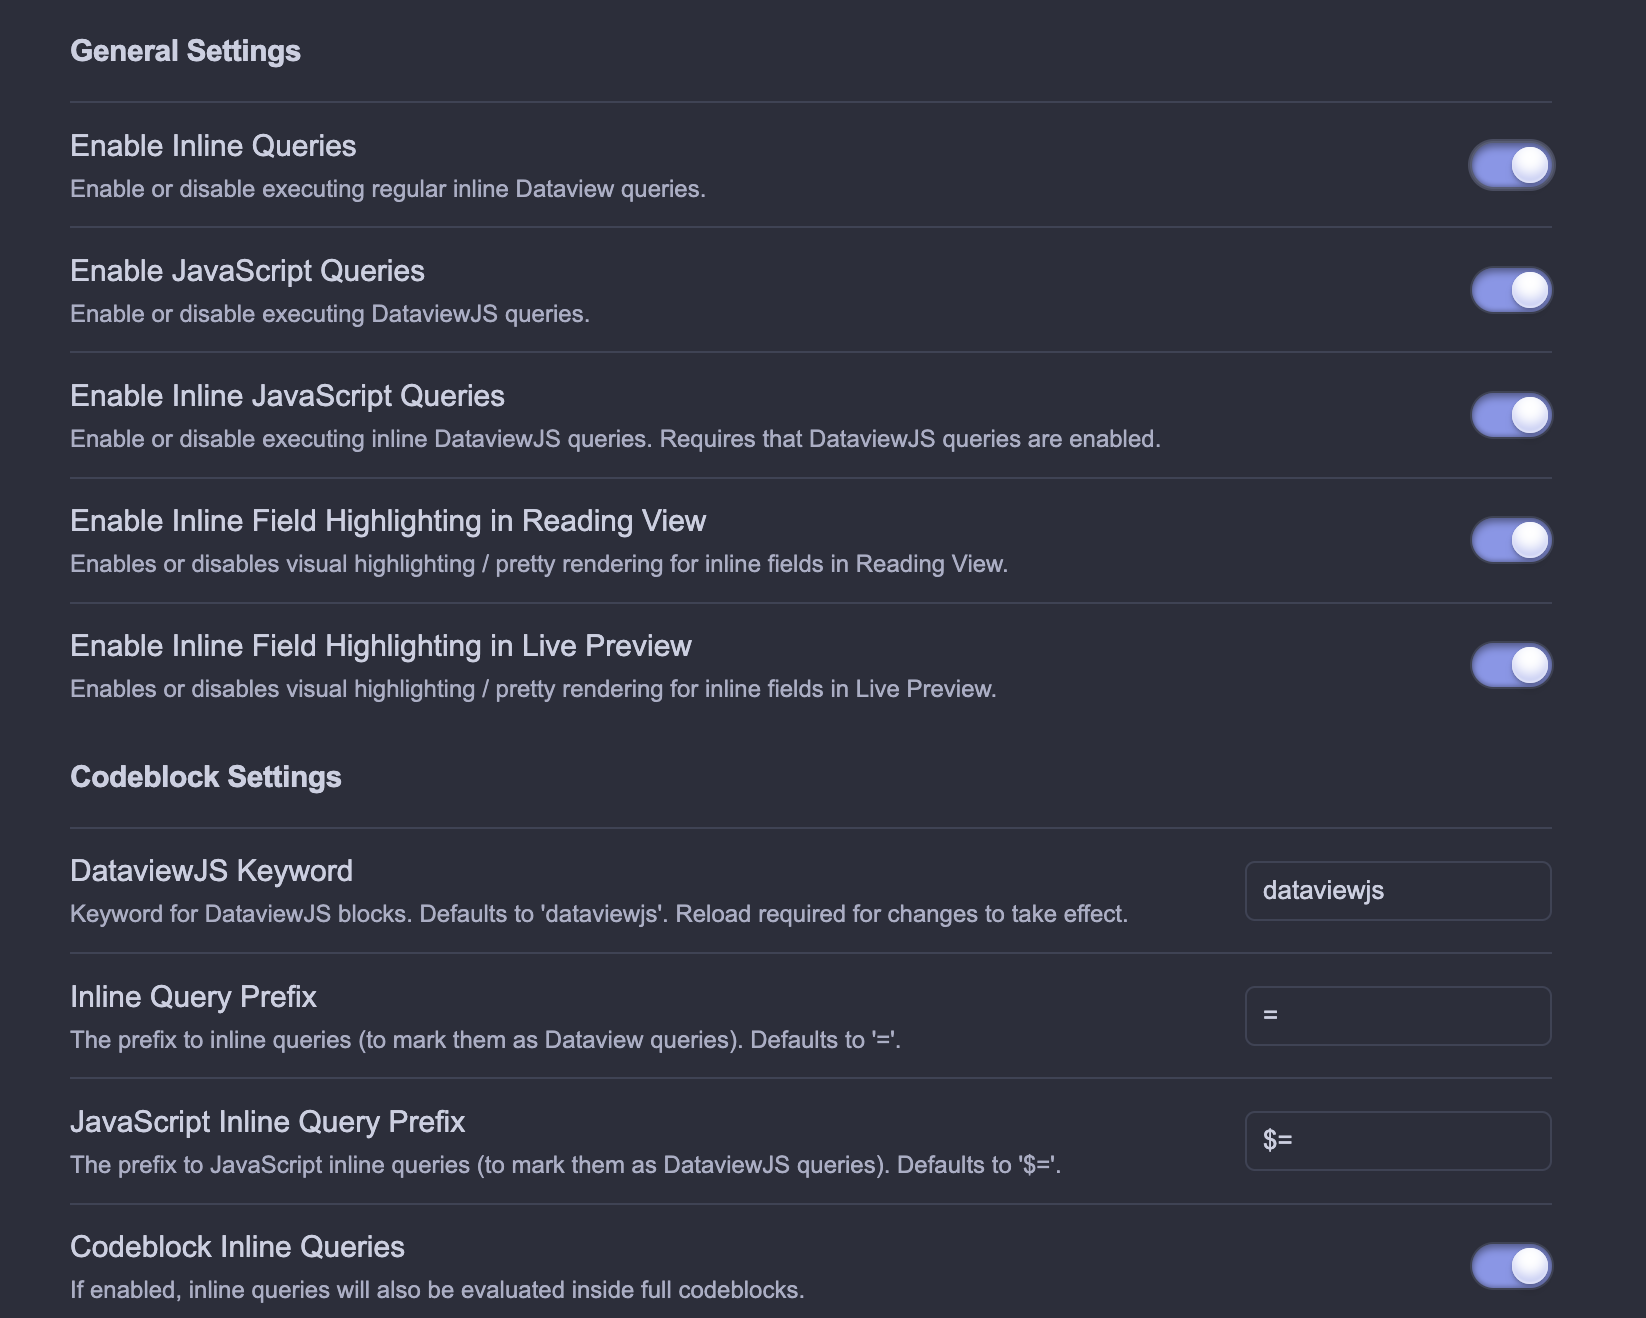 General Settings
Enable Inline Queries
Enable or disable executing regular inline Dataview queries.
Enable JavaScript Queries
Enable or disable executing DataviewJS queries.
Enable Inline JavaScript Queries
Enable or disable executing inline DataviewJS queries. Requires that DataviewJS queries are enabled.
Enable Inline Field Highlighting in Reading View
Enables or disables visual highlighting / pretty rendering for inline fields in Reading View.
Enable Inline Field Highlighting in Live Preview
Enables or disables visual highlighting / pretty rendering for inline fields in Live Preview.
Codeblock Settings
DataviewJS Keyword
Keyword for DataviewJS blocks. Defaults to 'dataviewjs'. Reload required for changes to take effect.
dataviewjs
Inline Query Prefix
The prefix to inline queries (to mark them as Dataview queries). Defaults to '='.
=
JavaScript Inline Query Prefix
The prefix to JavaScript inline queries (to mark them as DataviewJS queries). Defaults to '$='.
$=
Codeblock Inline Queries
If enabled, inline queries will also be evaluated inside full codeblocks.